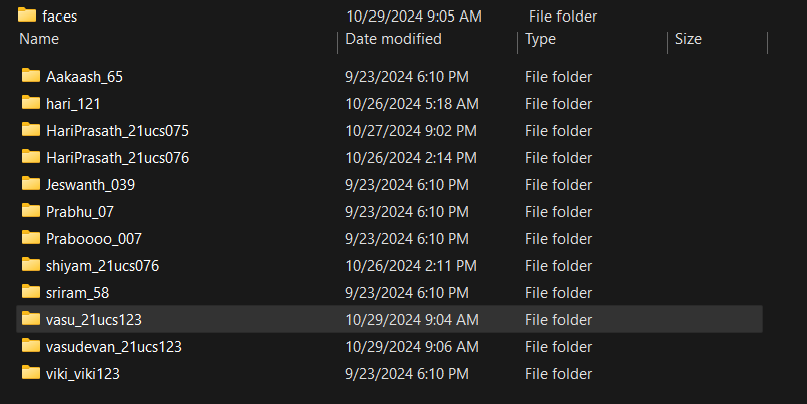 faces 10/29/2024 9:05 AM File folder
Name Date modified Type Size
Aakaash_65 9/23/2024 6:10 PM File folder
hari_121 10/26/2024 5:18 AM File folder
HariPrasath_21ucs075 10/27/2024 9:02 PM File folder
HariPrasath_21ucs076 10/26/2024 2:14 PM File folder
Jeswanth_039 9/23/2024 6:10 PM File folder
Prabhu_07 9/23/2024 6:10 PM File folder
Praboooo_007 9/23/2024 6:10 PM File folder
shiyam_21ucs076 10/26/2024 2:11 PM File folder
sriram_58 9/23/2024 6:10 PM File folder
vasu_21ucs123 10/29/2024 9:04 AM File folder
vasudevan_21ucs123 10/29/2024 9:06 AM File folder
viki_viki123 9/23/2024 6:10 PM File folder